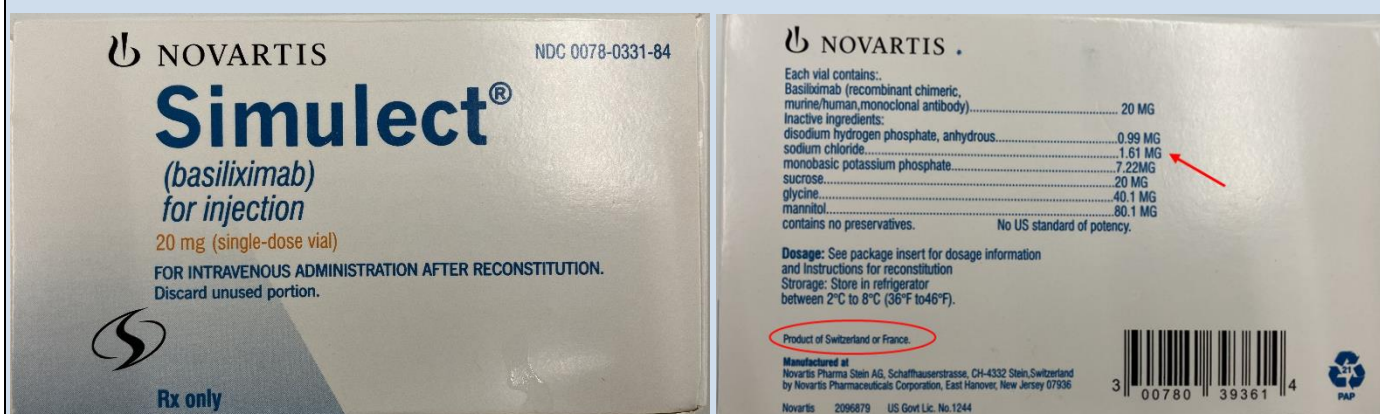 NOVARTIS
NDC 0078-0331-84
Simulect®
(basiliximab)
for injection
20 mg (single-dose vial)
FOR INTRAVENOUS ADMINISTRATION AFTER RECONSTITUTION.
Discard unused portion.
Rx only
NOVARTIS .
Each vial contains:.
Basiliximab (recombinant chimeric,
murine/human,monoclonal antibody)........................................ 20 MG
Inactive ingredients:
disodium hydrogen phosphate, anhydrous................................0.99 MG
sodium chloride....................................................................1.61 MG
monobasic potassium phosphate............................................7.22MG
sucrose................................................................................20 MG
glycine.................................................................................40.1 MG
mannitol...............................................................................80.1 MG
contains no preservatives. No US standard of potency.
Dosage: See package insert for dosage information
and Instructions for reconstitution
Strorage: Store in refrigerator
between 2°C to 8°C (36°F to46°F).
Product of Switzerland or France.
Manufactured at
Novartis Pharma Stein AG, Schaffhauserstrasse, CH-4332 Stein,Switzerland
by Novartis Pharmaceuticals Corporation, East Hanover, New Jersey 07936
Novartis 2096879 US Govt Lic. No.1244
3 00780 39361 4
21
PAP